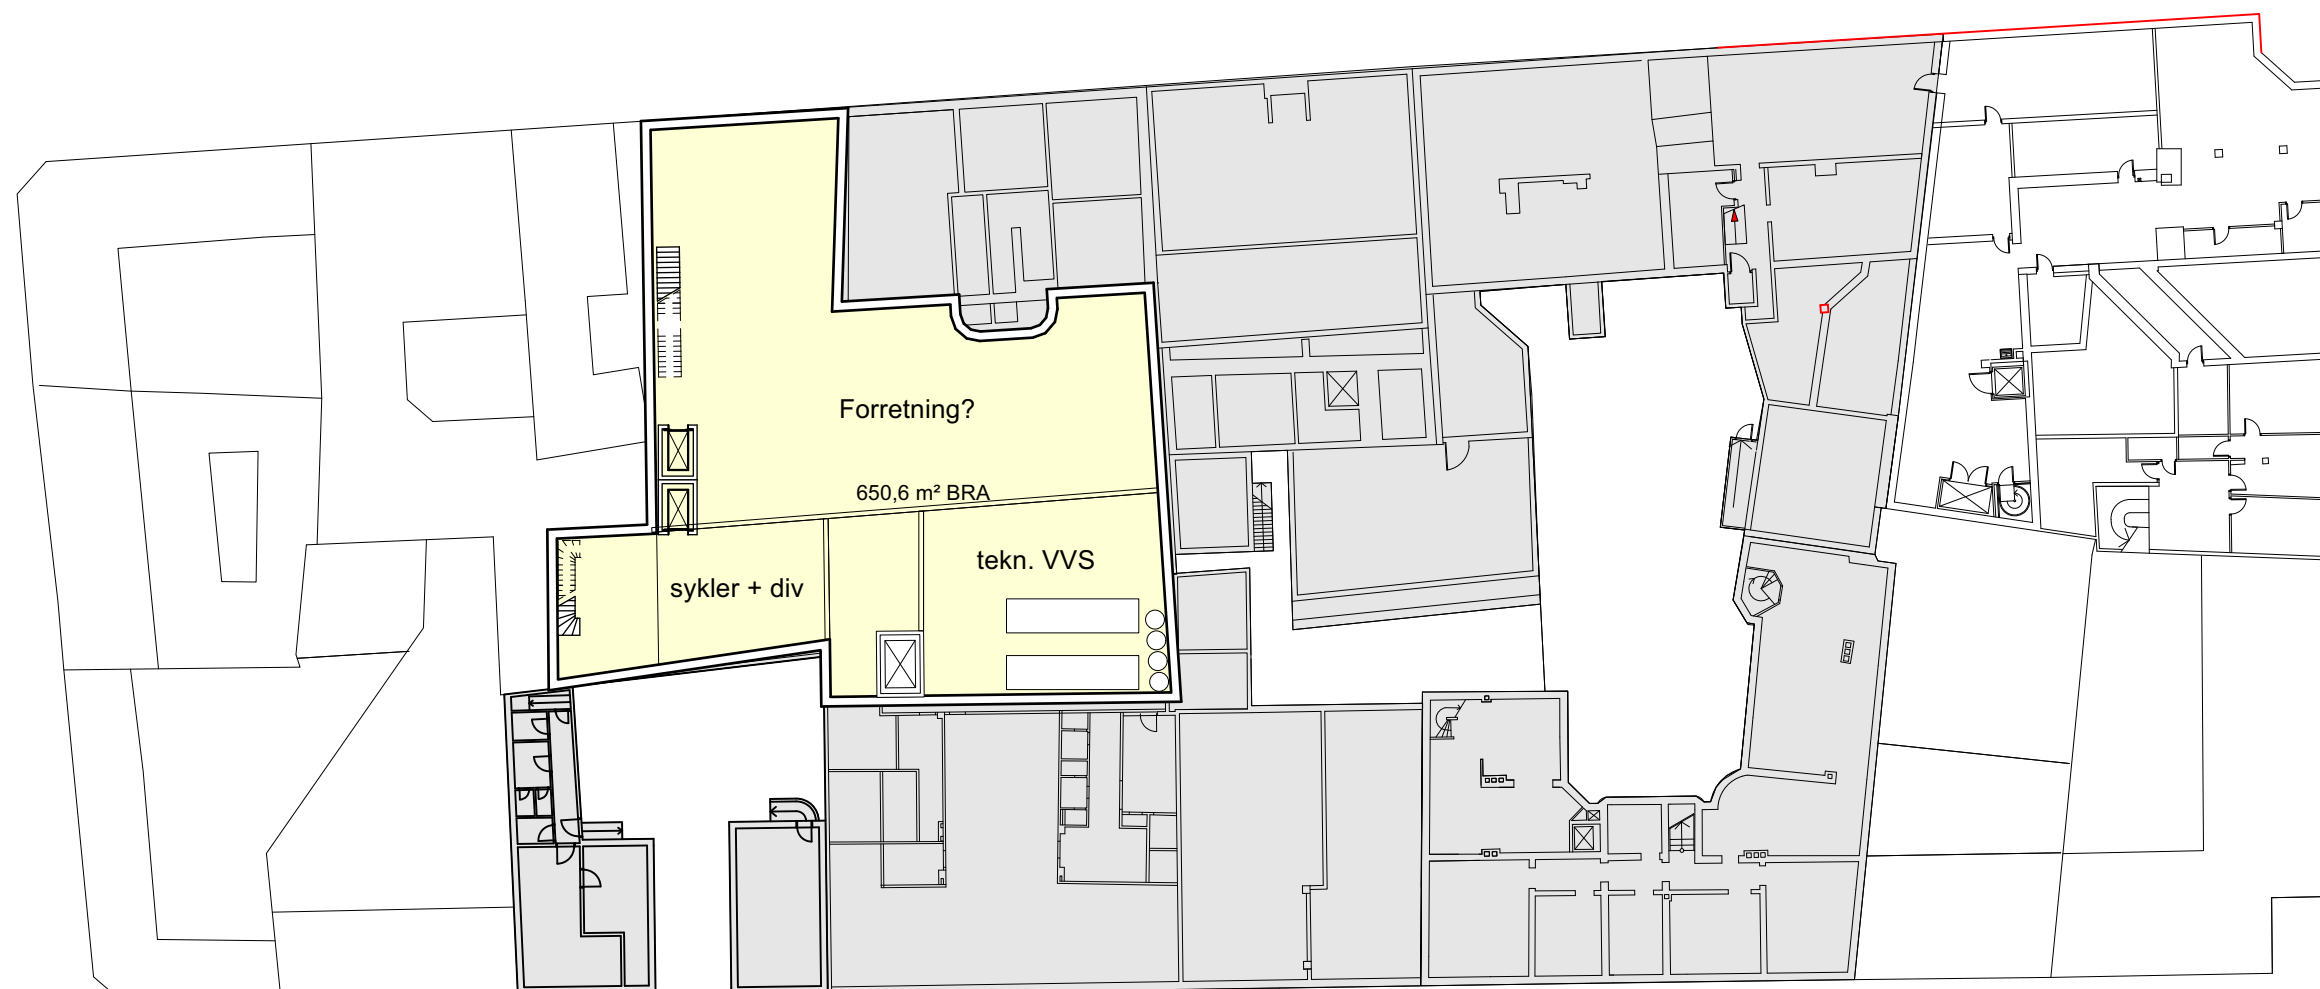 Forretning?
650,6 m² BRA
tekn. VVS
sykler + div